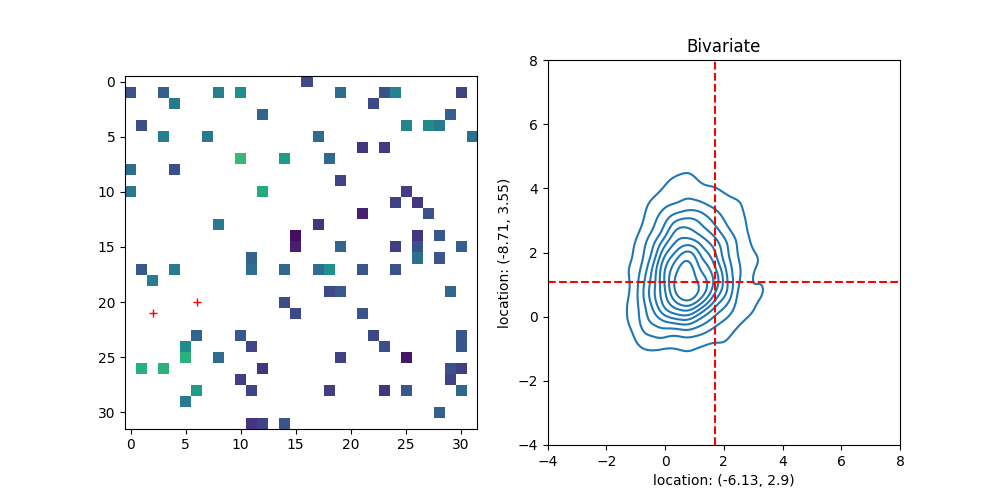 Bivariate
0
5
10
15
20
25
30
0 5 10 15 20 25 30
location: (-8.71, 3.55)
8
6
4
2
0
−2
−4
−4 −2 0 2 4 6 8
location: (-6.13, 2.9)